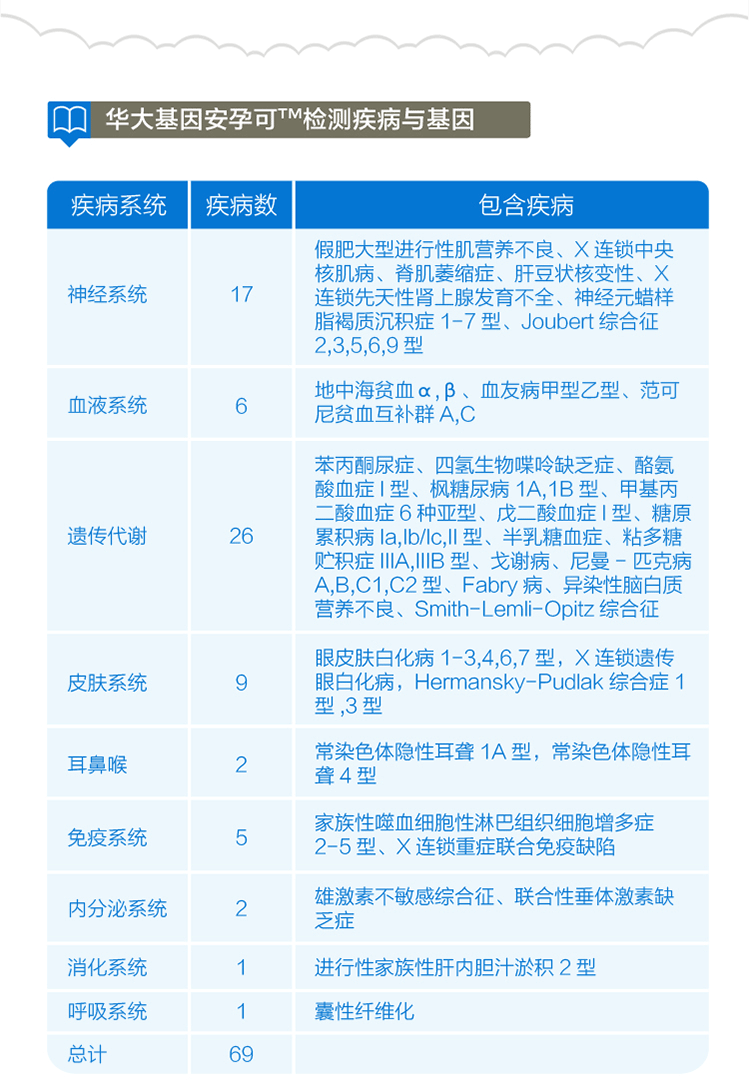 华大基因安孕可™检测疾病与基因
疾病系统 疾病数 包含疾病
神经系统 17
假肥大型进行性肌营养不良、X 连锁中央
核肌病、脊肌萎缩症、肝豆状核变性、X
连锁先天性肾上腺发育不全、神经元蜡样
脂褐质沉积症 1-7 型、Joubert 综合征
2,3,5,6,9 型
血液系统 6
地中海贫血 α, β 、血友病甲型乙型、范可
尼贫血互补群 A,C
遗传代谢 26
苯丙酮尿症、四氢生物喋呤缺乏症、酪氨
酸血症 I 型、枫糖尿病 1A,1B 型、甲基丙
二酸血症 6 种亚型、戊二酸血症 I 型、糖原
累积病 Ia,Ib/Ic,II 型、半乳糖血症、粘多糖
贮积症 IIIA,IIIB 型、戈谢病、尼曼 - 匹克病
A,B,C1,C2 型、Fabry 病、异染性脑白质
营养不良、Smith-Lemli-Opitz 综合征
皮肤系统 9
眼皮肤白化病 1-3,4,6,7 型，X 连锁遗传
眼白化病，Hermansky-Pudlak 综合症 1
型 ,3 型
耳鼻喉 2
常染色体隐性耳聋 1A 型，常染色体隐性耳
聋 4 型
免疫系统 5
家族性噬血细胞性淋巴组织细胞增多症
2-5 型、X 连锁重症联合免疫缺陷
内分泌系统 2
雄激素不敏感综合征、联合性垂体激素缺
乏症
消化系统 1 进行性家族性肝内胆汁淤积 2 型
呼吸系统 1 囊性纤维化
总计 69